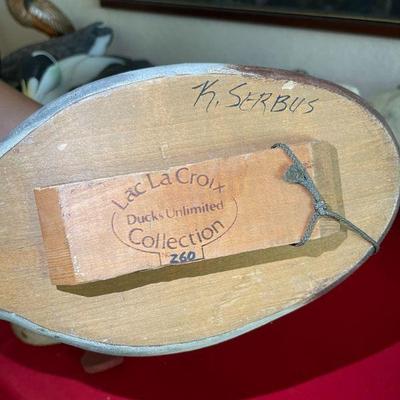 K. SERBUS
Lac La Croix
Ducks Unlimited
Collection
260